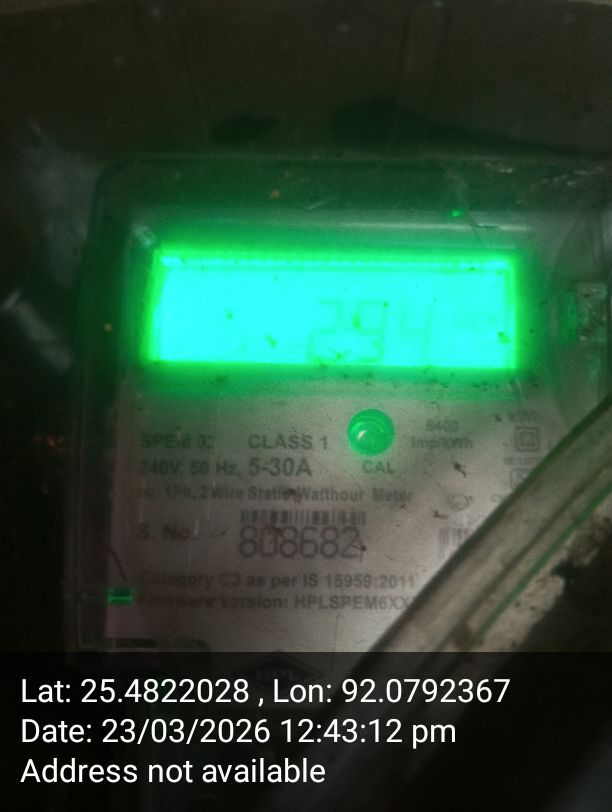 294
SPEM 02 CLASS 1
6400
Imp/kWh
240V, 50 Hz, 5-30A
CAL
ac, 1Ph, 2Wire Static Watthour Meter
S. No.
808682
Category C3 as per IS 15959:2011
Firmware Version: HPLSPEM6XX
Lat: 25.4822028 , Lon: 92.0792367
Date: 23/03/2026 12:43:12 pm
Address not available